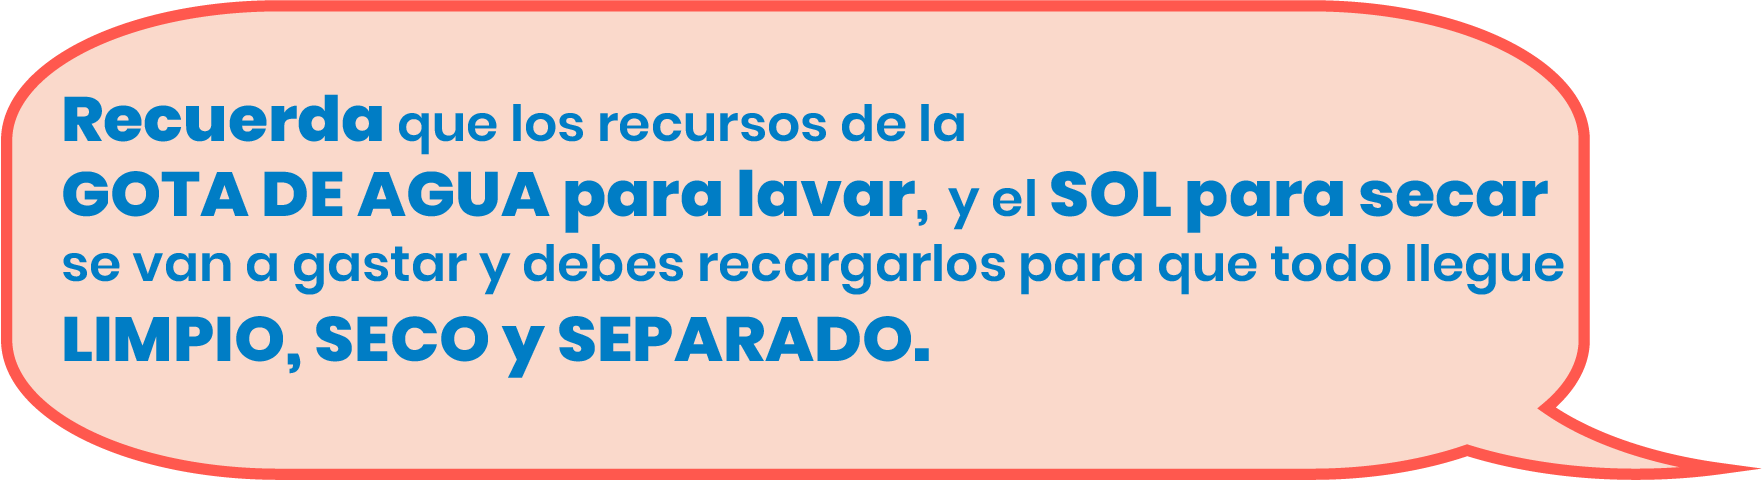 Recuerda que los recursos de la
GOTA DE AGUA para lavar, y el SOL para secar
se van a gastar y debes recargarlos para que todo llegue
LIMPIO, SECO y SEPARADO.